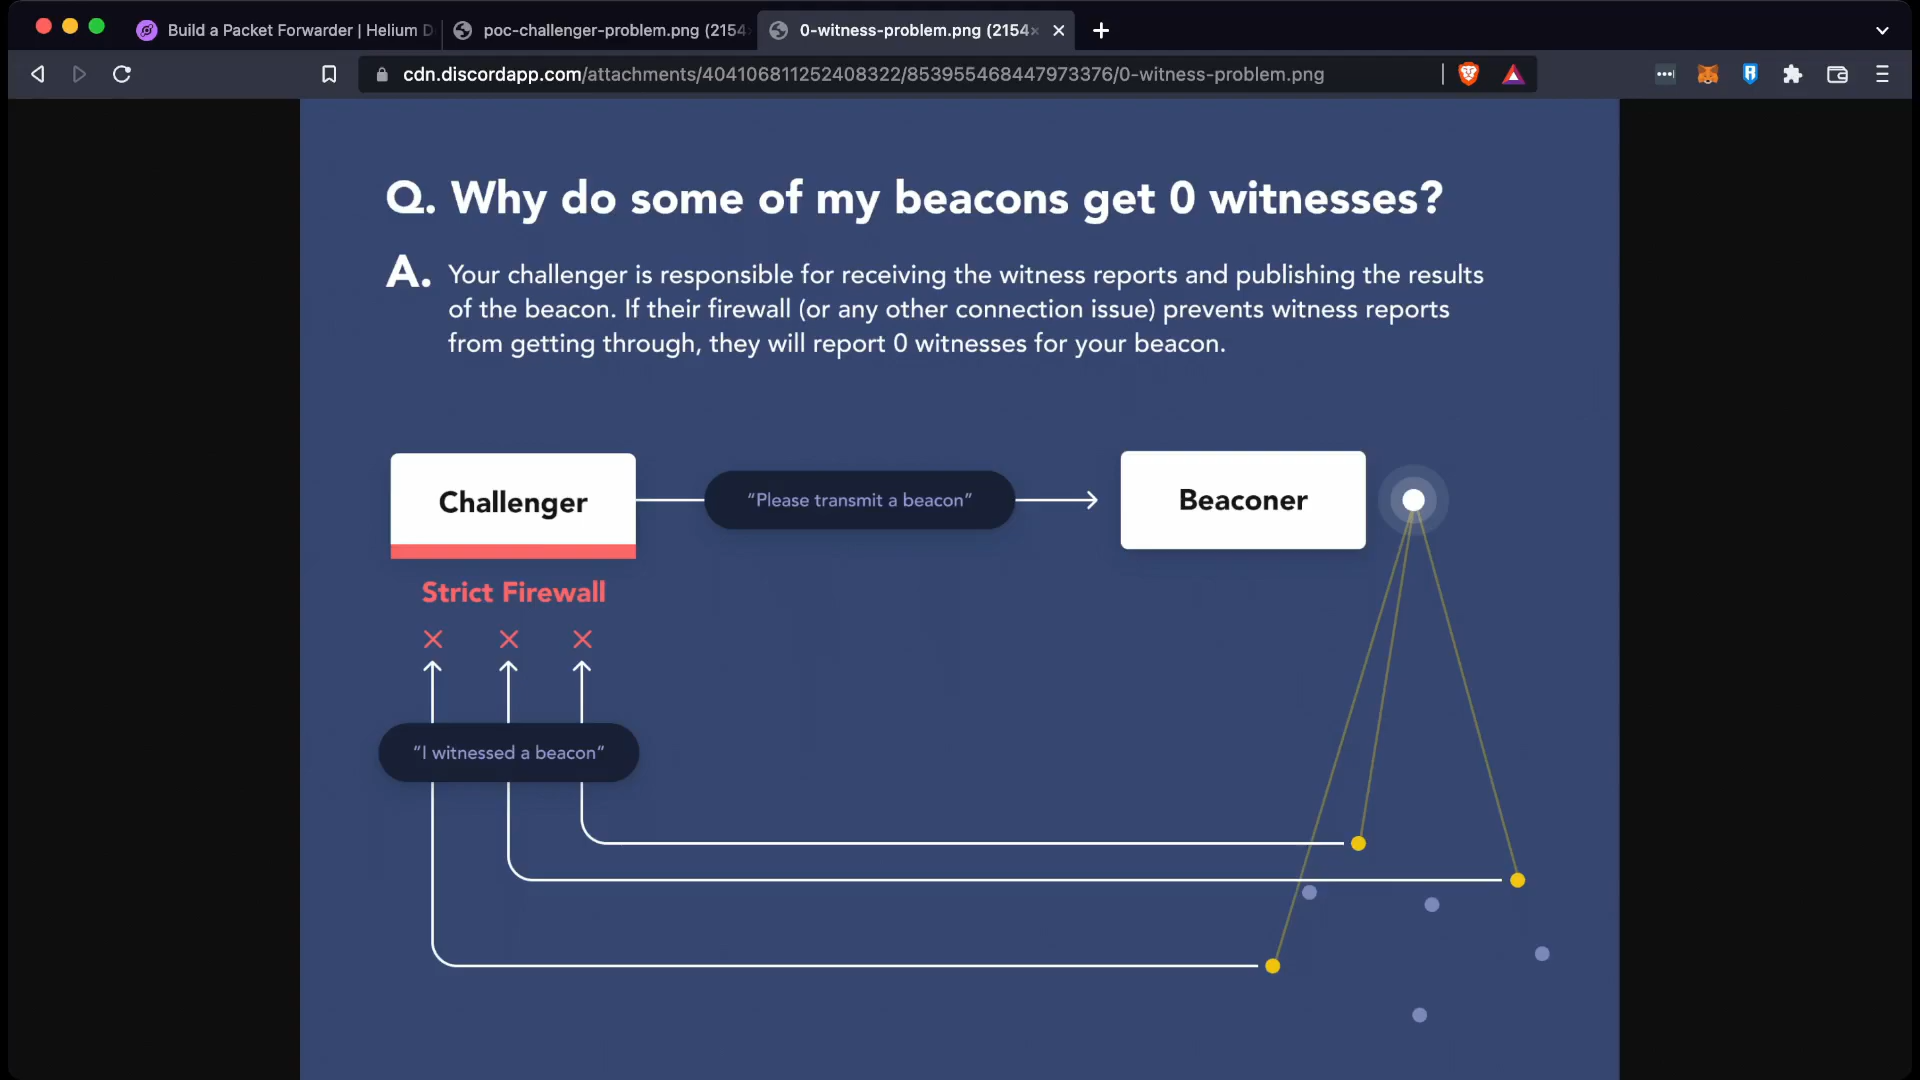 Build a Packet Forwarder | Helium D
poc-challenger-problem.png (2154
0-witness-problem.png (2154×
cdn.discordapp.com/attachments/404106811252408322/853955468447973376/0-witness-problem.png
Q. Why do some of my beacons get 0 witnesses?
A. Your challenger is responsible for receiving the witness reports and publishing the results
of the beacon. If their firewall (or any other connection issue) prevents witness reports
from getting through, they will report 0 witnesses for your beacon.
Challenger
“Please transmit a beacon”
Beaconer
Strict Firewall
“I witnessed a beacon”